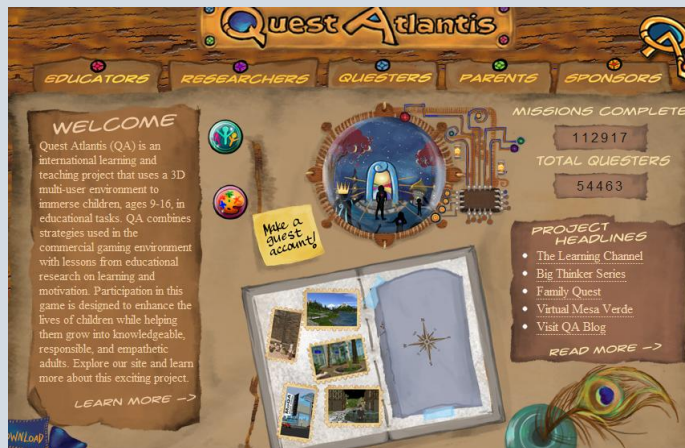 Quest Atlantis
EDUCATORS
RESEARCHERS
QUESTERS
PARENTS
SPONSORS
WELCOME
Quest Atlantis (QA) is an
international learning and
teaching project that uses a 3D
multi-user environment to
immerse children, ages 9-16, in
educational tasks. QA combines
strategies used in the
commercial gaming environment
with lessons from educational
research on learning and
motivation. Participation in this
game is designed to enhance the
lives of children while helping
them grow into knowledgeable,
responsible, and empathetic
adults. Explore our site and learn
more about this exciting project.
LEARN MORE –>
Make a
guest
account!
MISSIONS COMPLETE
112917
TOTAL QUESTERS
54463
PROJECT
HEADLINES
The Learning Channel
Big Thinker Series
Family Quest
Virtual Mesa Verde
Visit QA Blog
READ MORE –>
DOWNLOAD